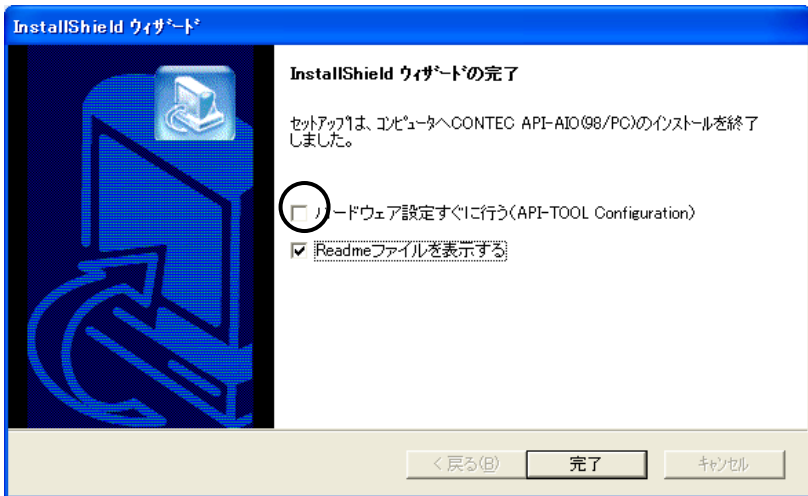 InstallShield ウィザード
InstallShield ウィザードの完了
セットアップは、コンピュータへCONTEC API-AIO(98/PC)のインストールを終了
しました。
ハードウェア設定すぐに行う(API-TOOL Configuration)
Readmeファイルを表示する
< 戻る(B)
完了
キャンセル